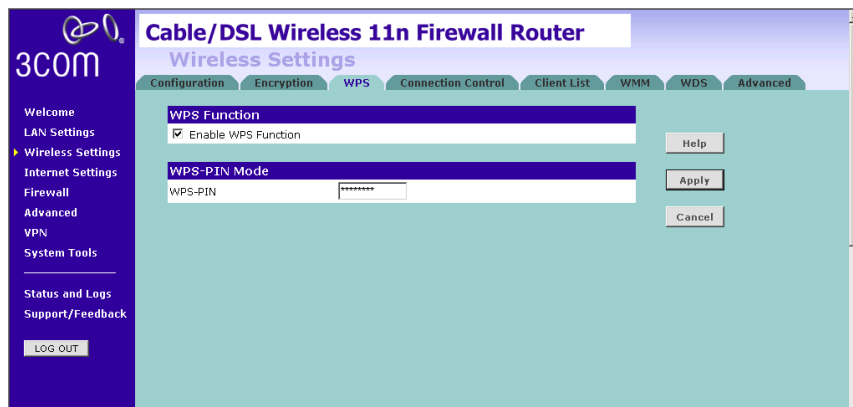 3COM
Cable/DSL Wireless 11n Firewall Router
Wireless Settings
Configuration Encryption WPS Connection Control Client List WMM WDS Advanced
Welcome
LAN Settings
Wireless Settings
Internet Settings
Firewall
Advanced
VPN
System Tools
Status and Logs
Support/Feedback
LOG OUT
WPS Function
Enable WPS Function
WPS-PIN Mode
WPS-PIN ********
Help
Apply
Cancel